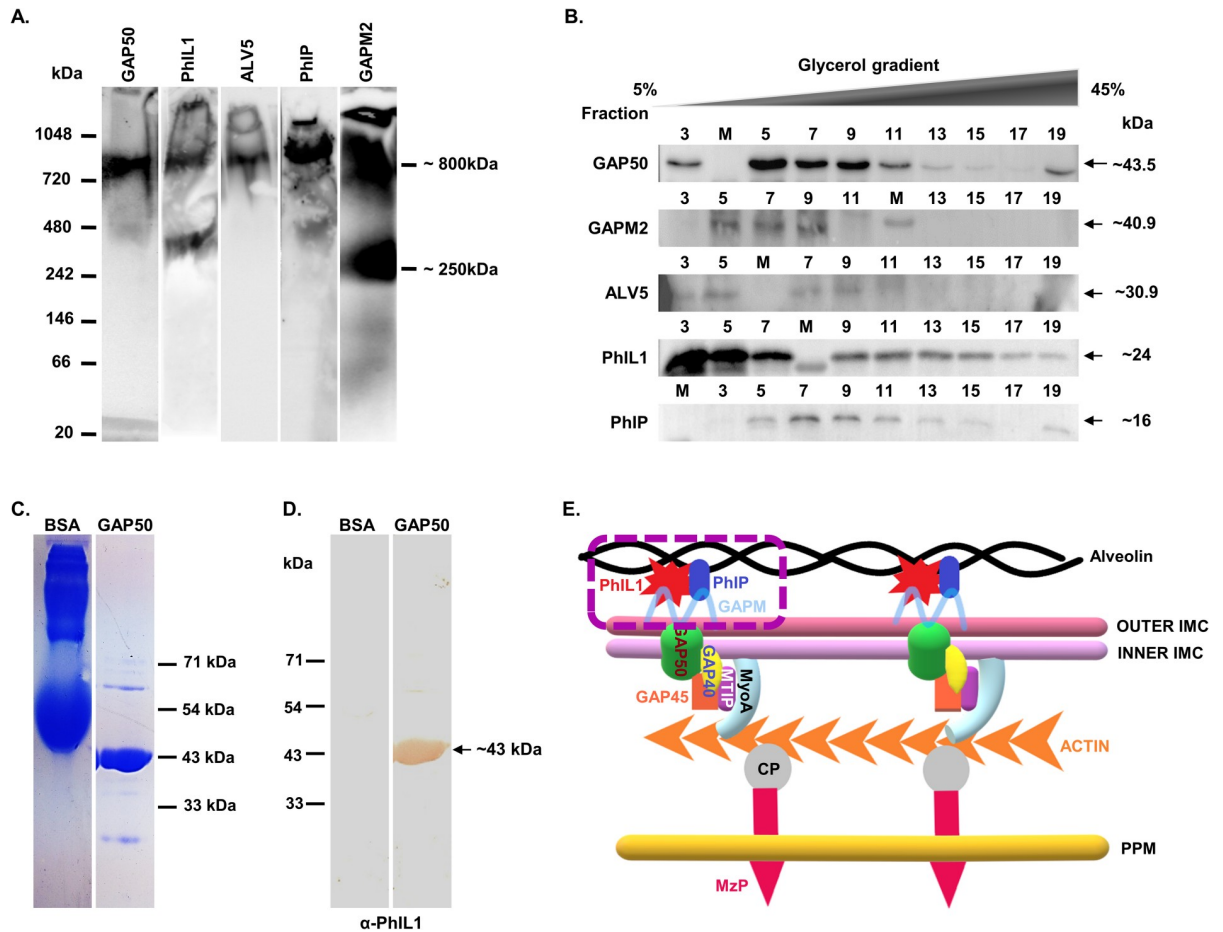 A.
kDa
GAP50
PhIL1
ALV5
PhIP
GAPM2
1048
720
480
242
146
66
20
~ 800kDa
~ 250kDa
B.
Glycerol gradient
5%
45%
Fraction
kDa
3 M 5 7 9 11 13 15 17 19
GAP50
~43.5
3 5 7 9 11 M 13 15 17 19
GAPM2
~40.9
3 5 M 7 9 11 13 15 17 19
ALV5
~30.9
3 5 7 M 9 11 13 15 17 19
PhIL1
~24
M 3 5 7 9 11 13 15 17 19
PhIP
~16
C.
BSA GAP50
71 kDa
54 kDa
43 kDa
33 kDa
D.
BSA GAP50
kDa
71
54
43
33
~43 kDa
α-PhIL1
E.
Alveolin
PhIL1
PhIP
GAPM
OUTER IMC
INNER IMC
GAP50
GAP40
GAP45
MTIP
MyoA
ACTIN
CP
PPM
MzP